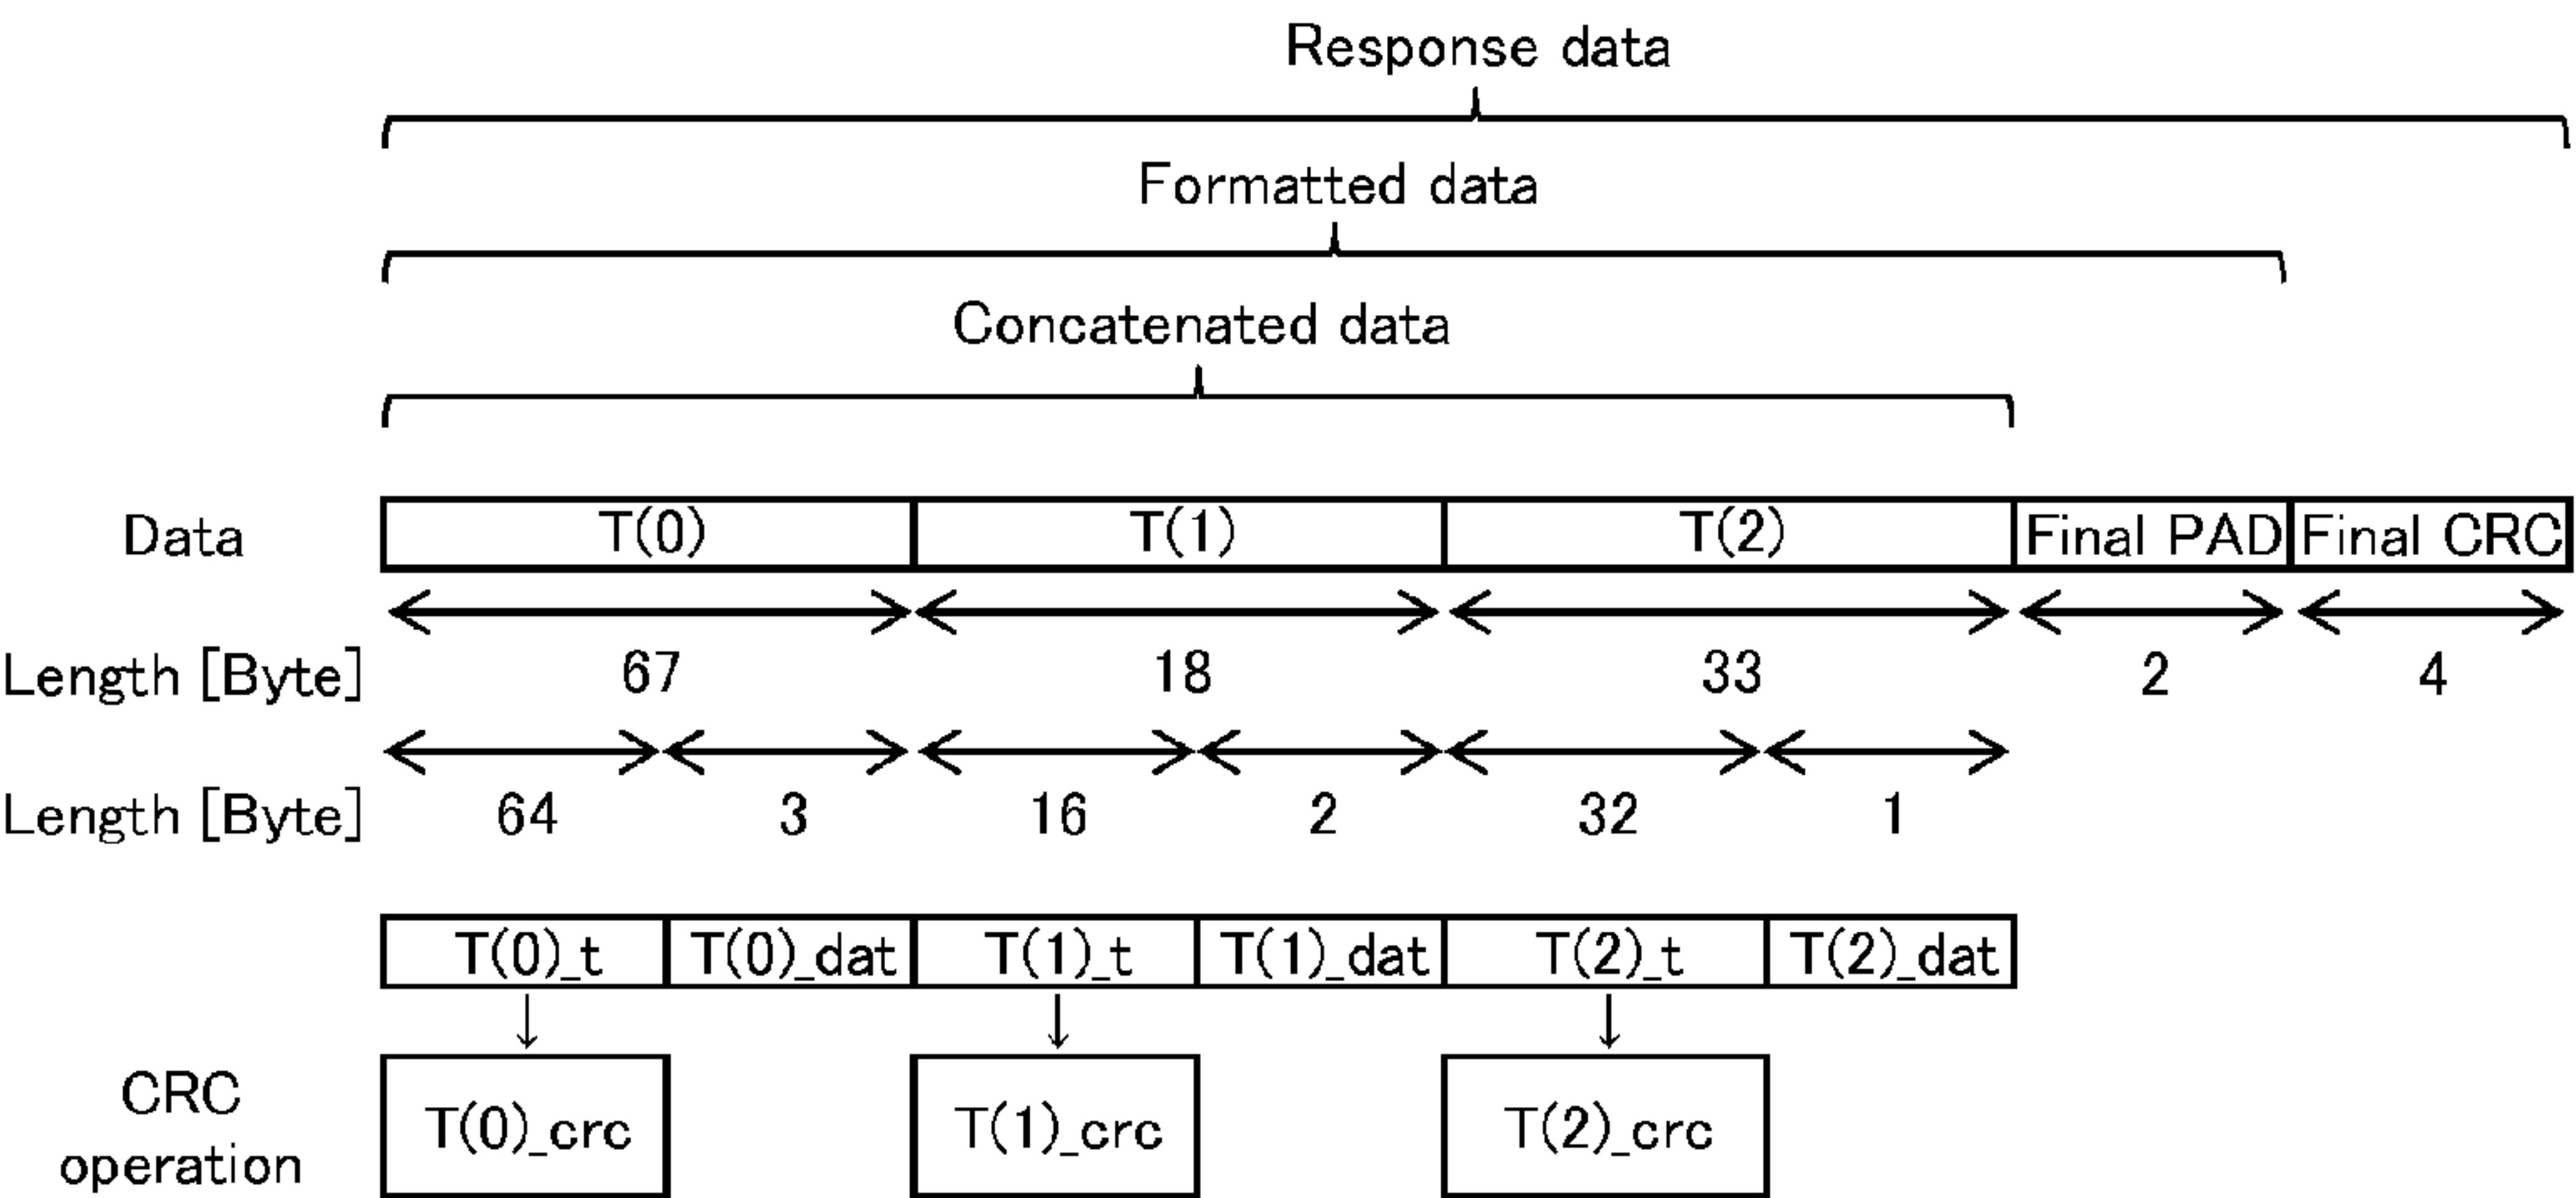 Response data
Formatted data
Concatenated data
Data T(0) T(1) T(2) Final PAD Final CRC
Length [Byte] 67 18 33 2 4
Length [Byte] 64 3 16 2 32 1
T(0)_t T(0)_dat T(1)_t T(1)_dat T(2)_t T(2)_dat
CRC
operation
T(0)_crc T(1)_crc T(2)_crc